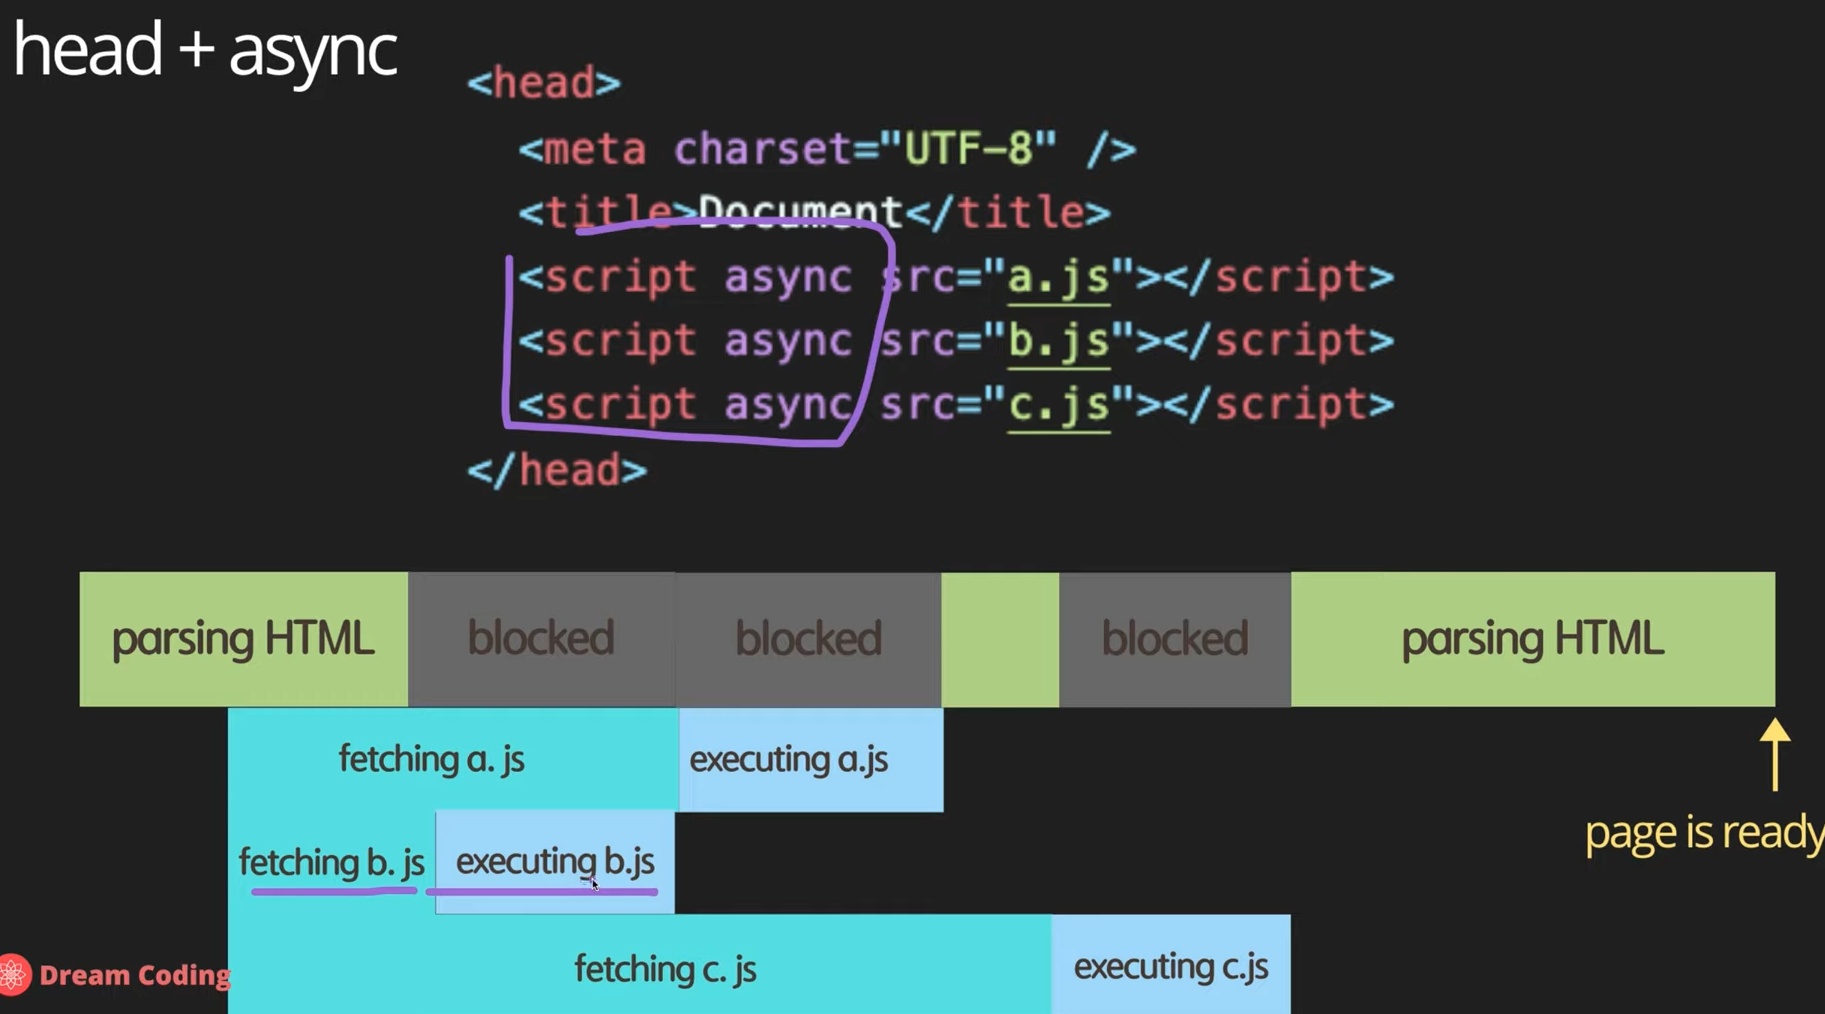 head + async
<head>
<meta charset="UTF-8" />
<title>Document</title>
<script async src="a.js"></script>
<script async src="b.js"></script>
<script async src="c.js"></script>
</head>
parsing HTML blocked blocked blocked parsing HTML
fetching a. js executing a.js
page is ready
fetching b. js executing b.js
fetching c. js executing c.js
Dream Coding